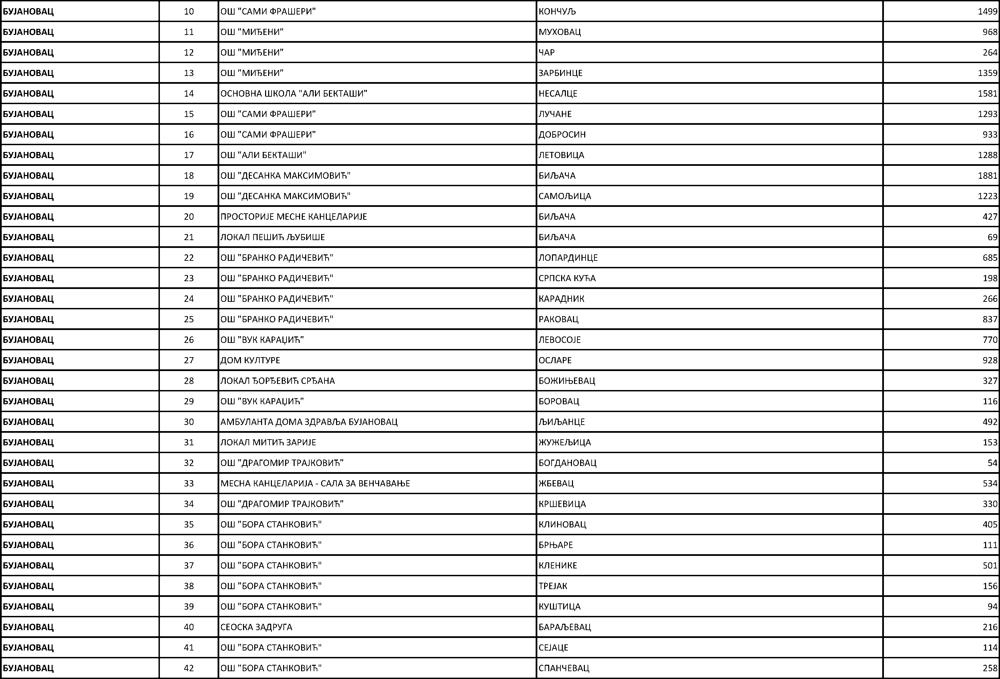 БУЈАНОВАЦ 10 ОШ "САМИ ФРАШЕРИ" КОНЧУЉ 1499
БУЈАНОВАЦ 11 ОШ "МИЂЕНИ" МУХОВАЦ 968
БУЈАНОВАЦ 12 ОШ "МИЂЕНИ" ЧАР 264
БУЈАНОВАЦ 13 ОШ "МИЂЕНИ" ЗАРБИНЦЕ 1359
БУЈАНОВАЦ 14 ОСНОВНА ШКОЛА "АЛИ БЕКТАШИ" НЕСАЛЦЕ 1581
БУЈАНОВАЦ 15 ОШ "САМИ ФРАШЕРИ" ЛУЧАНЕ 1293
БУЈАНОВАЦ 16 ОШ "САМИ ФРАШЕРИ" ДОБРОСИН 933
БУЈАНОВАЦ 17 ОШ "АЛИ БЕКТАШИ" ЛЕТОВИЦА 1288
БУЈАНОВАЦ 18 ОШ "ДЕСАНКА МАКСИМОВИЋ" БИЉАЧА 1881
БУЈАНОВАЦ 19 ОШ "ДЕСАНКА МАКСИМОВИЋ" САМОЉИЦА 1223
БУЈАНОВАЦ 20 ПРОСТОРИЈЕ МЕСНЕ КАНЦЕЛАРИЈЕ БИЉАЧА 427
БУЈАНОВАЦ 21 ЛОКАЛ ПЕШИЋ ЉУБИШЕ БИЉАЧА 69
БУЈАНОВАЦ 22 ОШ "БРАНКО РАДИЧЕВИЋ" ЛОПАРДИНЦЕ 685
БУЈАНОВАЦ 23 ОШ "БРАНКО РАДИЧЕВИЋ" СРПСКА КУЋА 198
БУЈАНОВАЦ 24 ОШ "БРАНКО РАДИЧЕВИЋ" КАРАДНИК 266
БУЈАНОВАЦ 25 ОШ "БРАНКО РАДИЧЕВИЋ" РАКОВАЦ 837
БУЈАНОВАЦ 26 ОШ "ВУК КАРАЏИЋ" ЛЕВОСОЈЕ 770
БУЈАНОВАЦ 27 ДОМ КУЛТУРЕ ОСЛАРЕ 928
БУЈАНОВАЦ 28 ЛОКАЛ ЂОРЂЕВИЋ СРЂАНА БОЖИЊЕВАЦ 327
БУЈАНОВАЦ 29 ОШ "ВУК КАРАЏИЋ" БОРОВАЦ 116
БУЈАНОВАЦ 30 АМБУЛАНТА ДОМА ЗДРАВЉА БУЈАНОВАЦ ЉИЉАНЦЕ 492
БУЈАНОВАЦ 31 ЛОКАЛ МИТИЋ ЗАРИЈЕ ЖУЖЕЉИЦА 153
БУЈАНОВАЦ 32 ОШ "ДРАГОМИР ТРАЈКОВИЋ" БОГДАНОВАЦ 54
БУЈАНОВАЦ 33 МЕСНА КАНЦЕЛАРИЈА - САЛА ЗА ВЕНЧАВАЊЕ ЖБЕВАЦ 534
БУЈАНОВАЦ 34 ОШ "ДРАГОМИР ТРАЈКОВИЋ" КРШЕВИЦА 330
БУЈАНОВАЦ 35 ОШ "БОРА СТАНКОВИЋ" КЛИНОВАЦ 405
БУЈАНОВАЦ 36 ОШ "БОРА СТАНКОВИЋ" БРЊАРЕ 111
БУЈАНОВАЦ 37 ОШ "БОРА СТАНКОВИЋ" КЛЕНИКЕ 501
БУЈАНОВАЦ 38 ОШ "БОРА СТАНКОВИЋ" ТРЕЈАК 156
БУЈАНОВАЦ 39 ОШ "БОРА СТАНКОВИЋ" КУШТИЦА 94
БУЈАНОВАЦ 40 СЕОСКА ЗАДРУГА БАРАЉЕВАЦ 216
БУЈАНОВАЦ 41 ОШ "БОРА СТАНКОВИЋ" СЕЈАЦЕ 114
БУЈАНОВАЦ 42 ОШ "БОРА СТАНКОВИЋ" СПАНЧЕВАЦ 258